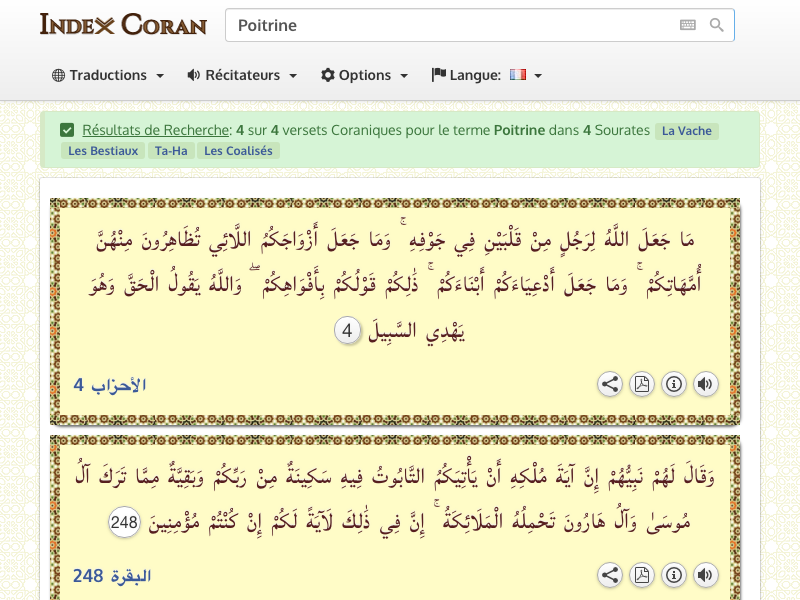 INDEX CORAN
Poitrine
Traductions Récitateurs Options Langue:
Résultats de Recherche: 4 sur 4 versets Coraniques pour le terme Poitrine dans 4 Sourates La Vache
Les Bestiaux Ta-Ha Les Coalisés
مَا جَعَلَ اللَّهُ لِرَجُلٍ مِنْ قَلْبَيْنِ فِي جَوْفِهِ ۚ وَمَا جَعَلَ أَزْوَاجَكُمُ اللَّائِي تُظَاهِرُونَ مِنْهُنَّ
أُمَّهَاتِكُمْ ۚ وَمَا جَعَلَ أَدْعِيَاءَكُمْ أَبْنَاءَكُمْ ۚ ذَٰلِكُمْ قَوْلُكُمْ بِأَفْوَاهِكُمْ ۖ وَاللَّهُ يَقُولُ الْحَقَّ وَهُوَ
يَهْدِي السَّبِيلَ 4
الأحزاب 4
وَقَالَ لَهُمْ نَبِيُّهُمْ إِنَّ آيَةَ مُلْكِهِ أَنْ يَأْتِيَكُمُ التَّابُوتُ فِيهِ سَكِينَةٌ مِنْ رَبِّكُمْ وَبَقِيَّةٌ مِمَّا تَرَكَ آلُ
مُوسَىٰ وَآلُ هَارُونَ تَحْمِلُهُ الْمَلَائِكَةُ ۚ إِنَّ فِي ذَٰلِكَ لَآيَةً لَكُمْ إِنْ كُنْتُمْ مُؤْمِنِينَ 248
البقرة 248